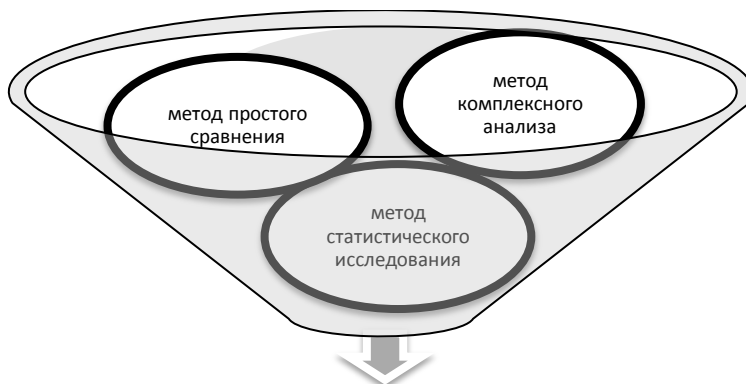 метод простого
сравнения
метод
комплексного
анализа
метод
статистического
исследования